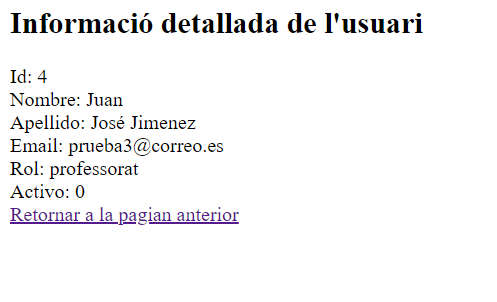 Informació detallada de l'usuari
Id: 4
Nombre: Juan
Apellido: José Jimenez
Email: prueba3@correo.es
Rol: professorat
Activo: 0
Retornar a la pagian anterior